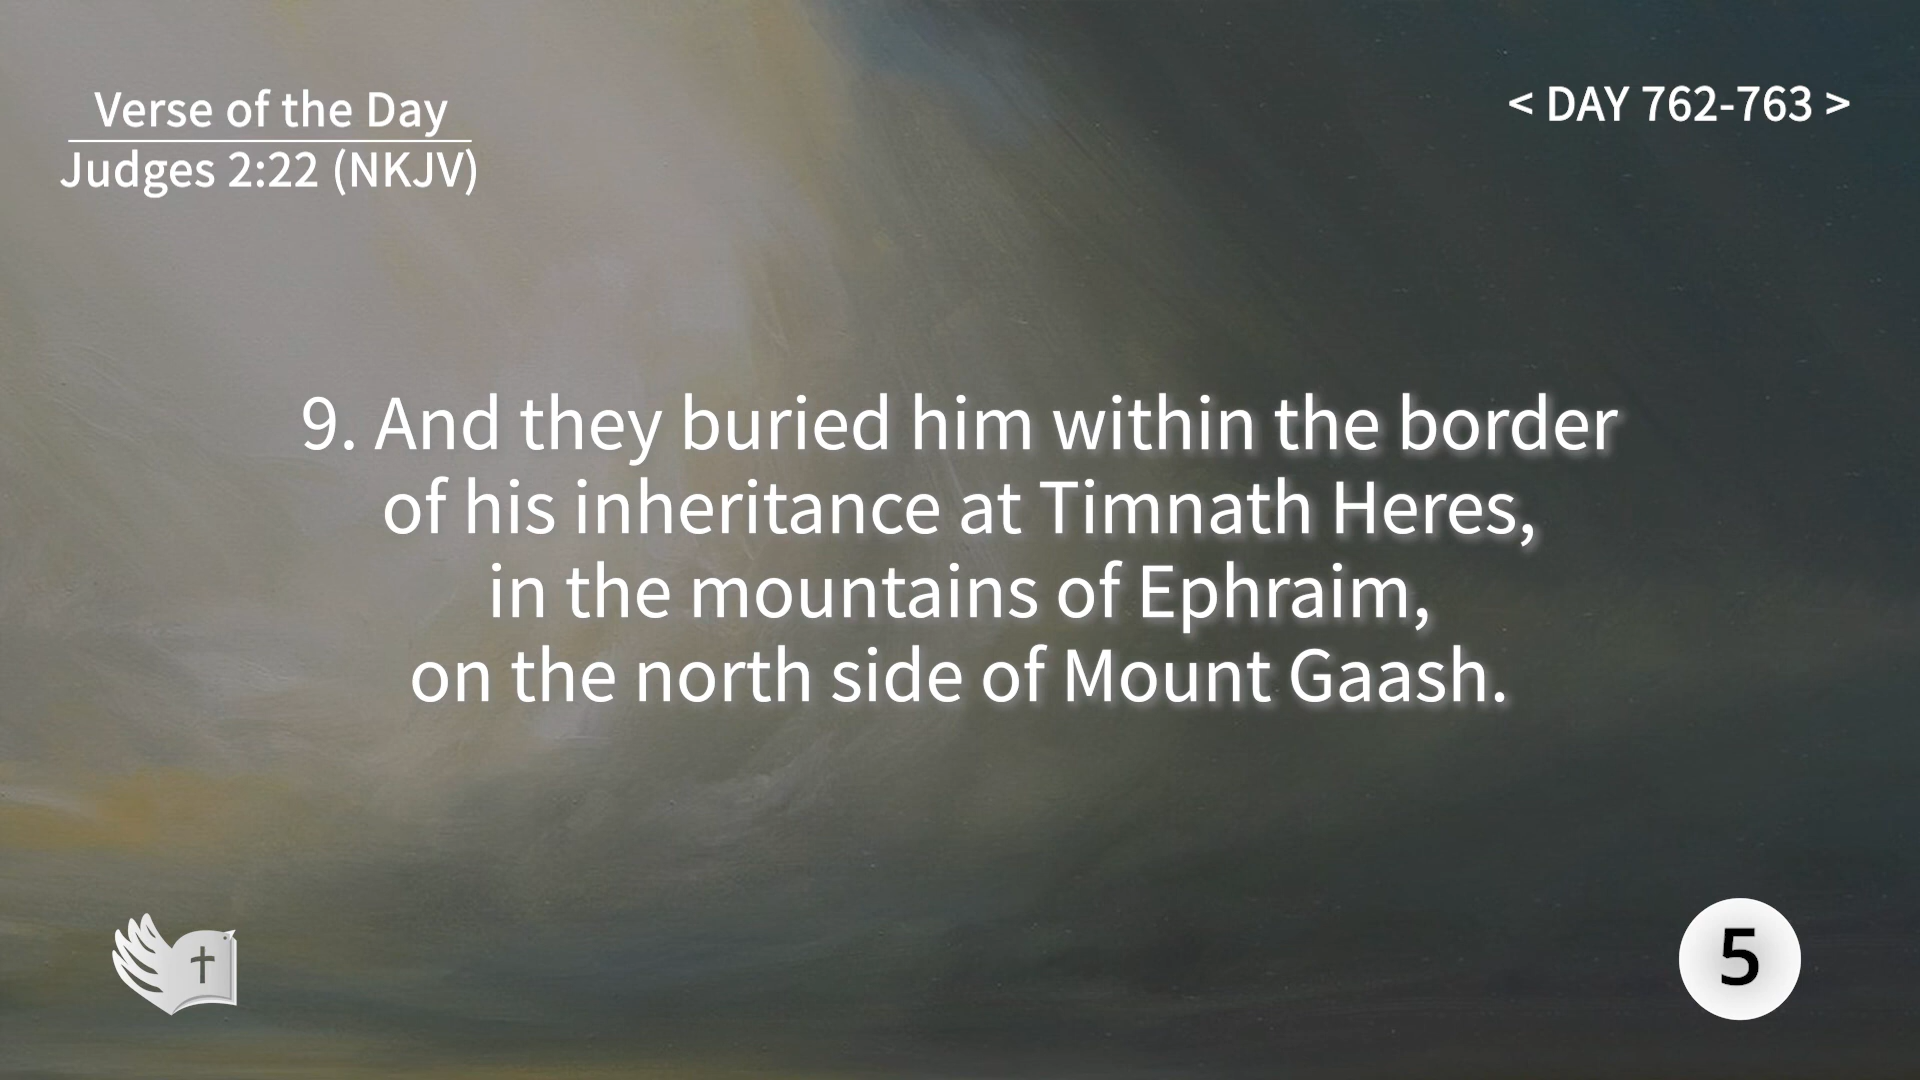 Verse of the Day
Judges 2:22 (NKJV)
< DAY 762-763 >
9. And they buried him within the border
of his inheritance at Timnath Heres,
in the mountains of Ephraim,
on the north side of Mount Gaash.
5